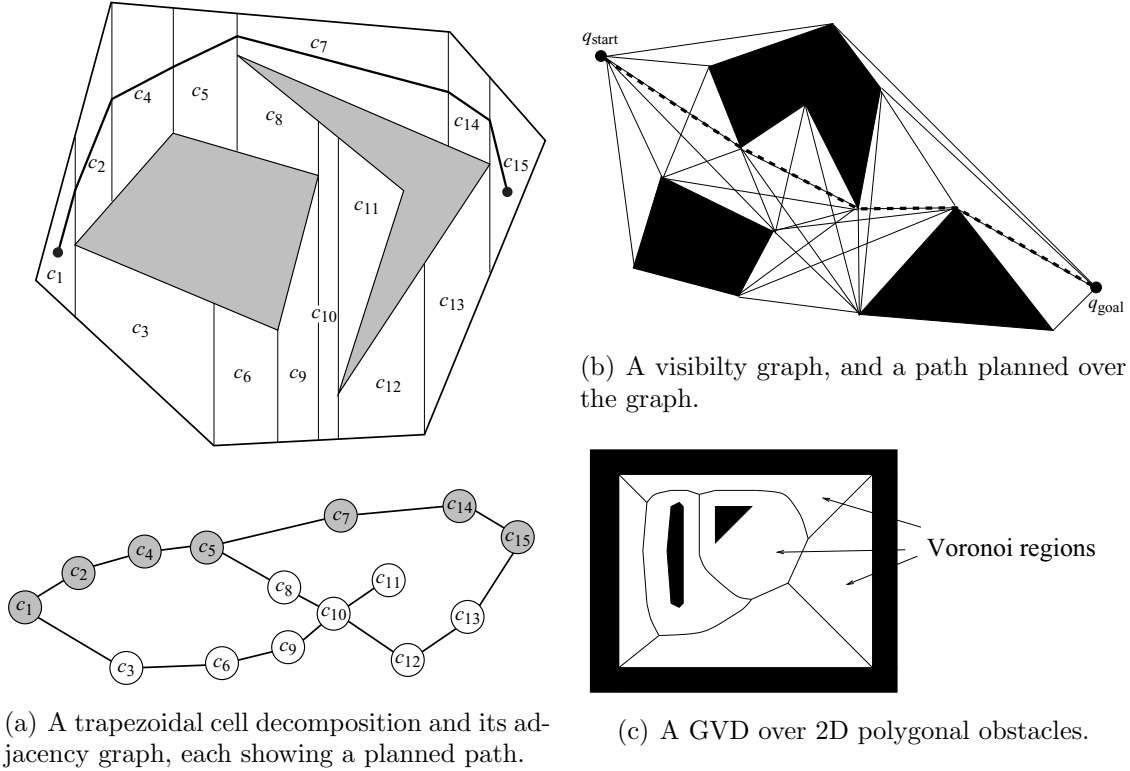 c7
c4
c5
c8
c14
c2
c15
c11
c1
c3
c10
c13
c6
c9
c12
c7
c14
c5
c15
c4
c2
c8
c11
c1
c10
c13
c9
c3
c6
c12
(a) A trapezoidal cell decomposition and its ad-
jacency graph, each showing a planned path.
qstart
qgoal
(b) A visibilty graph, and a path planned over
the graph.
Voronoi regions
(c) A GVD over 2D polygonal obstacles.